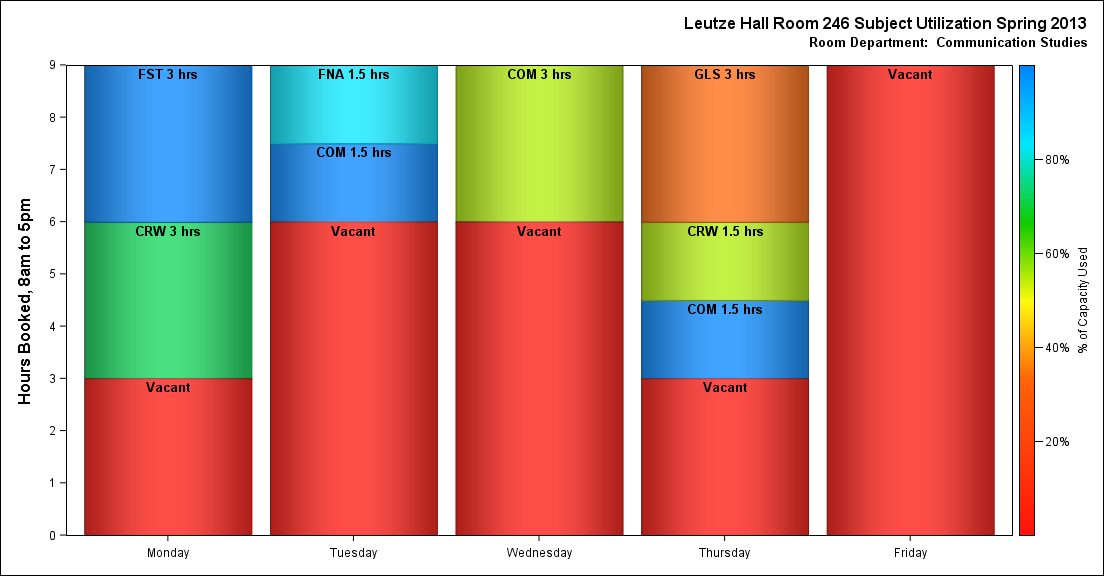 Leutze Hall Room 246 Subject Utilization Spring 2013
Room Department:  Communication Studies
Hours Booked, 8am to 5pm
9
8
7
6
5
4
3
2
1
0
FST 3 hrs
CRW 3 hrs
Vacant
FNA 1.5 hrs
COM 1.5 hrs
Vacant
COM 3 hrs
Vacant
GLS 3 hrs
CRW 1.5 hrs
COM 1.5 hrs
Vacant
Vacant
Monday
Tuesday
Wednesday
Thursday
Friday
80%
60%
40%
20%
% of Capacity Used